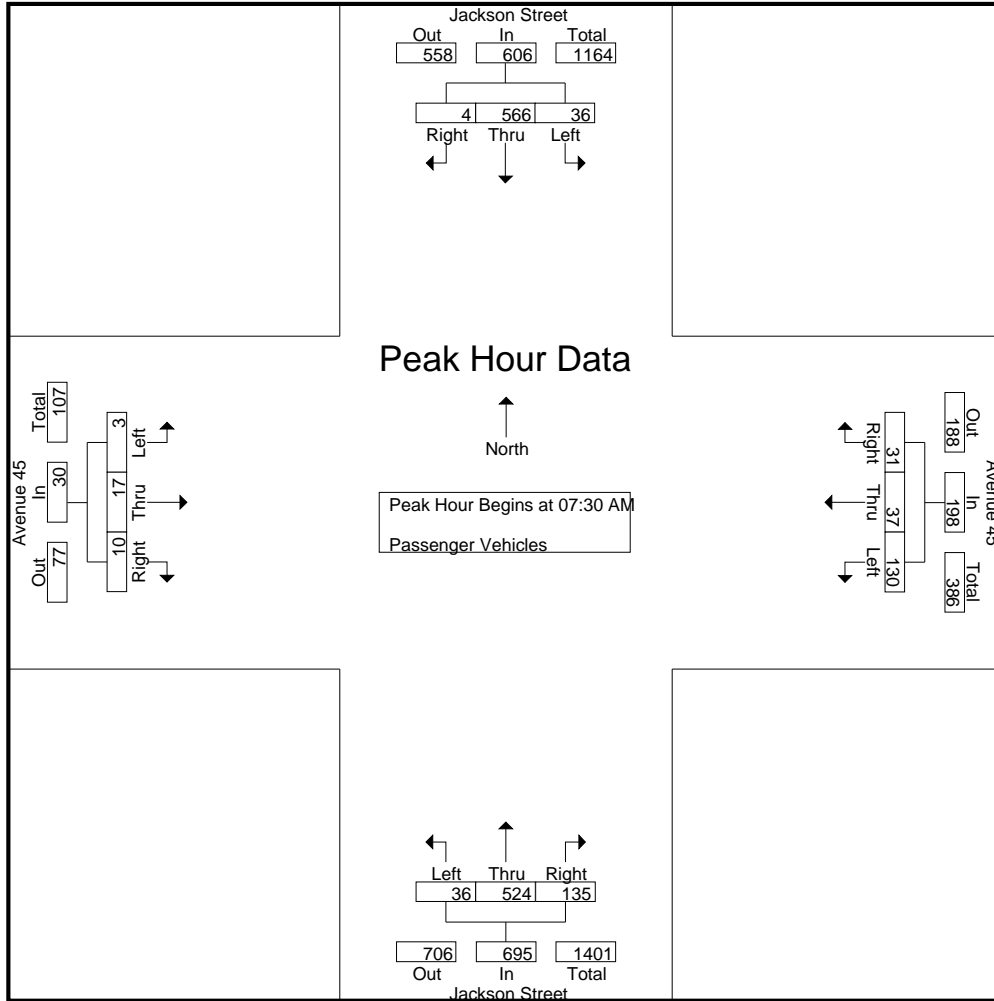 Jackson Street
Out In Total
558 606 1164
4 566 36
Right Thru Left
Peak Hour Data
North
Peak Hour Begins at 07:30 AM
Passenger Vehicles
Avenue 45
Total In Out
107 30 77
3 17 10
Left Thru Right
Avenue 45
Out In Total
188 198 386
31 37 130
Right Thru Left
Left Thru Right
36 524 135
706 695 1401
Out In Total
Jackson Street